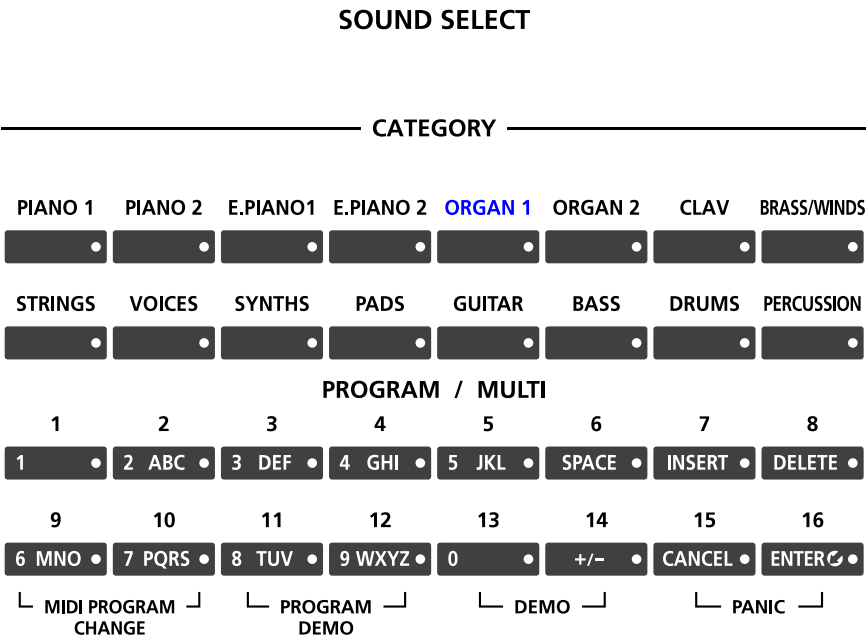 SOUND SELECT
CATEGORY
PIANO 1 PIANO 2 E.PIANO1 E.PIANO 2 ORGAN 1 ORGAN 2 CLAV BRASS/WINDS
STRINGS VOICES SYNTHS PADS GUITAR BASS DRUMS PERCUSSION
PROGRAM / MULTI
1 2 3 4 5 6 7 8
1 2 ABC 3 DEF 4 GHI 5 JKL SPACE INSERT DELETE
9 10 11 12 13 14 15 16
6 MNO 7 PQRS 8 TUV 9 WXYZ 0 +/- CANCEL ENTER
MIDI PROGRAM PROGRAM DEMO PANIC
CHANGE DEMO